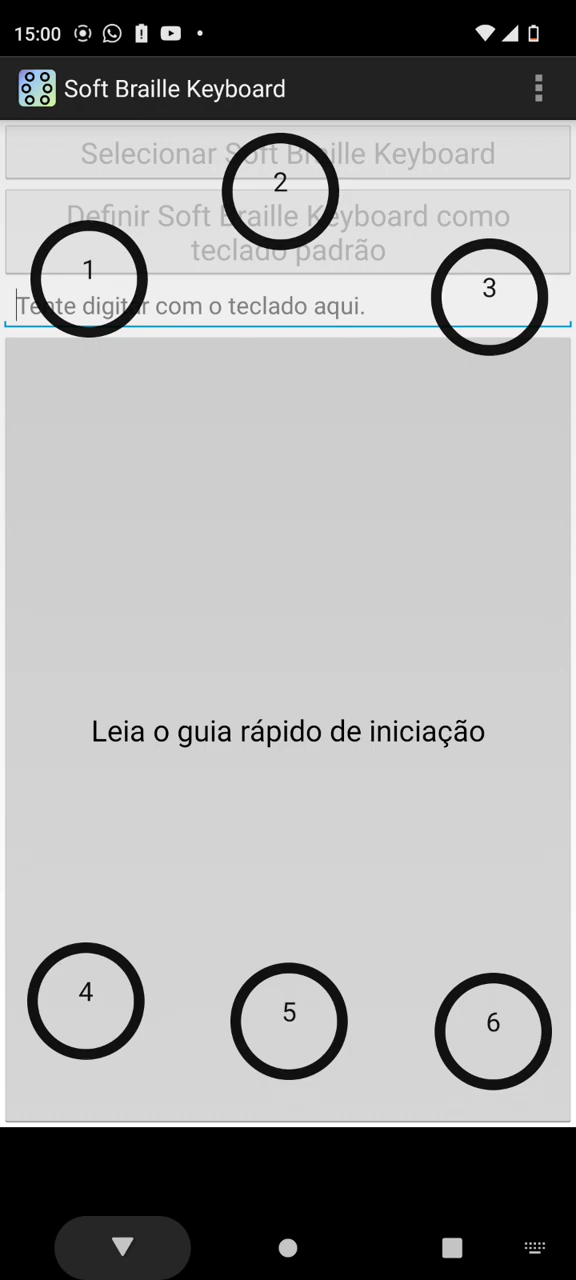 15:00
Soft Braille Keyboard
Selecionar Soft Braille Keyboard
2
Definir Soft Braille Keyboard como
teclado padrão
1
3
Tente digitar com o teclado aqui.
Leia o guia rápido de iniciação
4
5
6